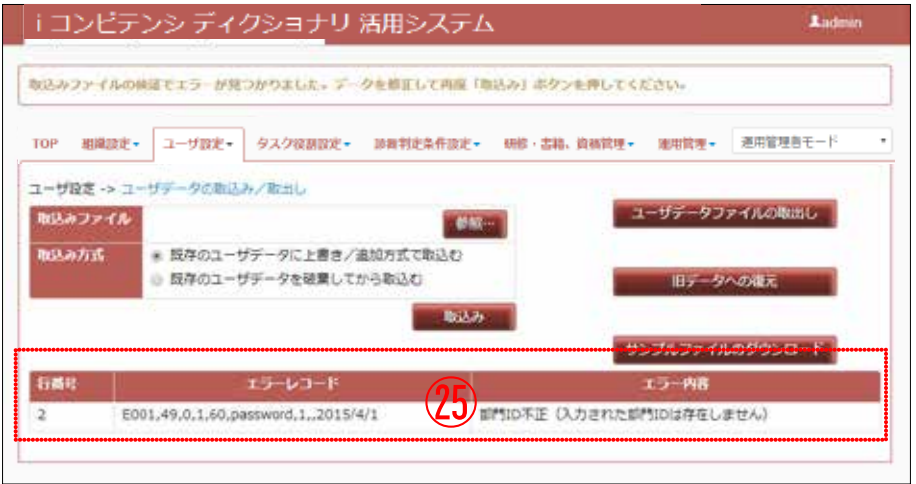 iコンピテンシ ディクショナリ 活用システム
admin
取込みファイルの検証でエラーが見つかりました。データを修正して再度「取込み」ボタンを押してください。
TOP 組織設定 ユーザ設定 タスク役割設定 診断判定条件設定 研修・書籍、資格管理 運用管理 運用管理者モード
ユーザ設定 -> ユーザデータの取込み/取出し
取込みファイル 参照… ユーザデータファイルの取出し
取込み方式 既存のユーザデータに上書き/追加方式で取込む
既存のユーザデータを破棄してから取込む 旧データへの復元
取込み
サンプルファイルのダウンロード
行番号 エラーレコード エラー内容
㉕
2 E001,49,0,1,60,password,1,,2015/4/1 部門ID不正(入力された部門IDは存在しません)